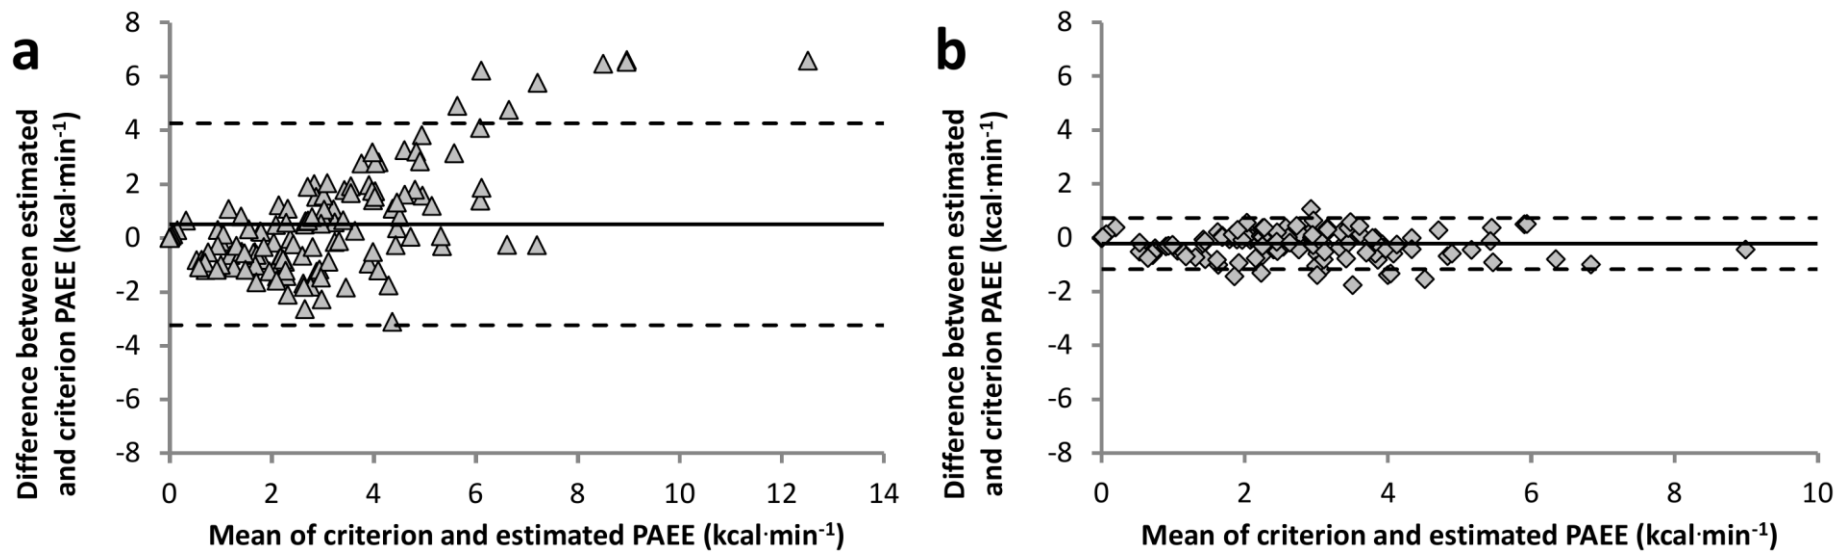 a
Difference between estimated
and criterion PAEE (kcal·min-1)
8
6
4
2
0
-2
-4
-6
-8
0 2 4 6 8 10 12 14
Mean of criterion and estimated PAEE (kcal·min-1)
b
Difference between estimated
and criterion PAEE (kcal·min-1)
8
6
4
2
0
-2
-4
-6
-8
0 2 4 6 8 10
Mean of criterion and estimated PAEE (kcal·min-1)